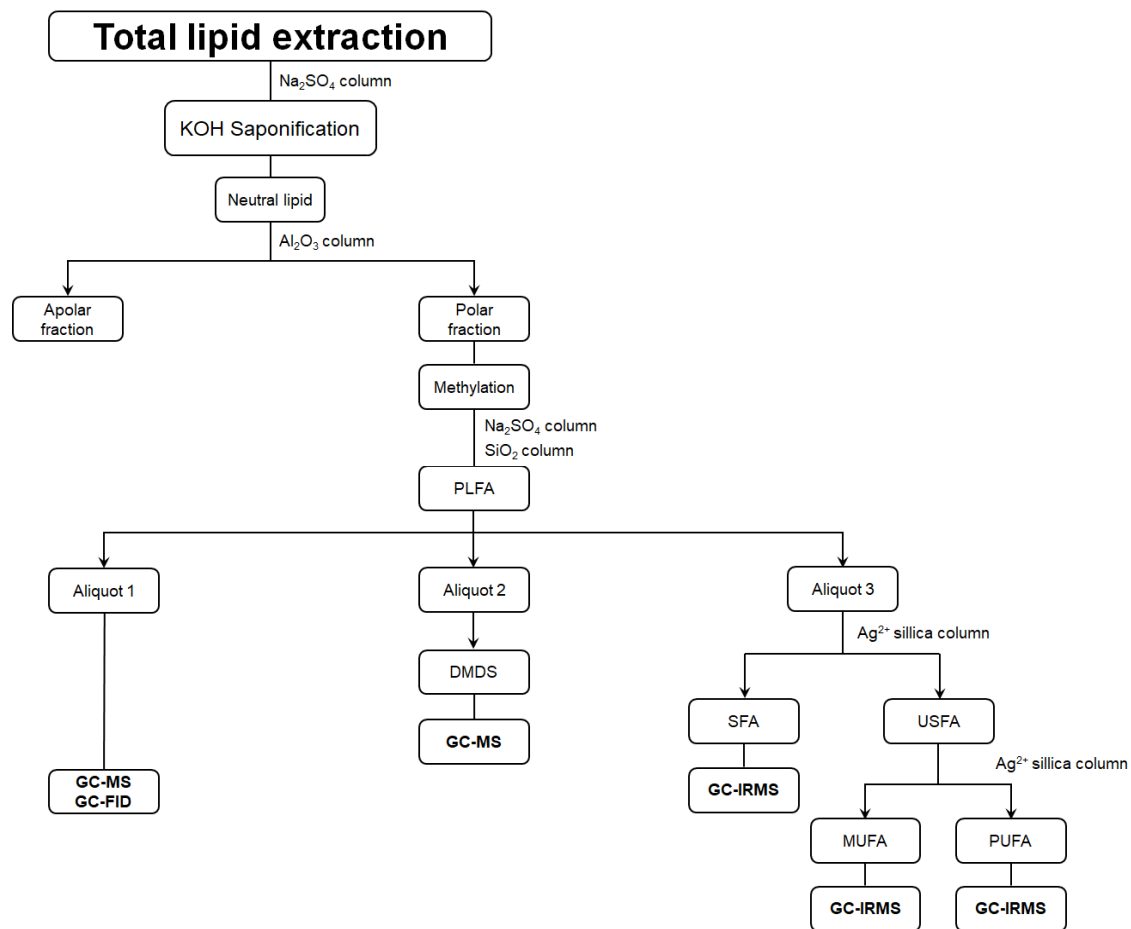 Total lipid extraction
Na₂SO₄ column
KOH Saponification
Neutral lipid
Al₂O₃ column
Apolar
fraction
Polar
fraction
Methylation
Na₂SO₄ column
SiO₂ column
PLFA
Aliquot 1
Aliquot 2
Aliquot 3
Ag²⁺ sillica column
DMDS
SFA
USFA
GC-MS
Ag²⁺ sillica column
GC-MS
GC-FID
GC-IRMS
MUFA
PUFA
GC-IRMS
GC-IRMS